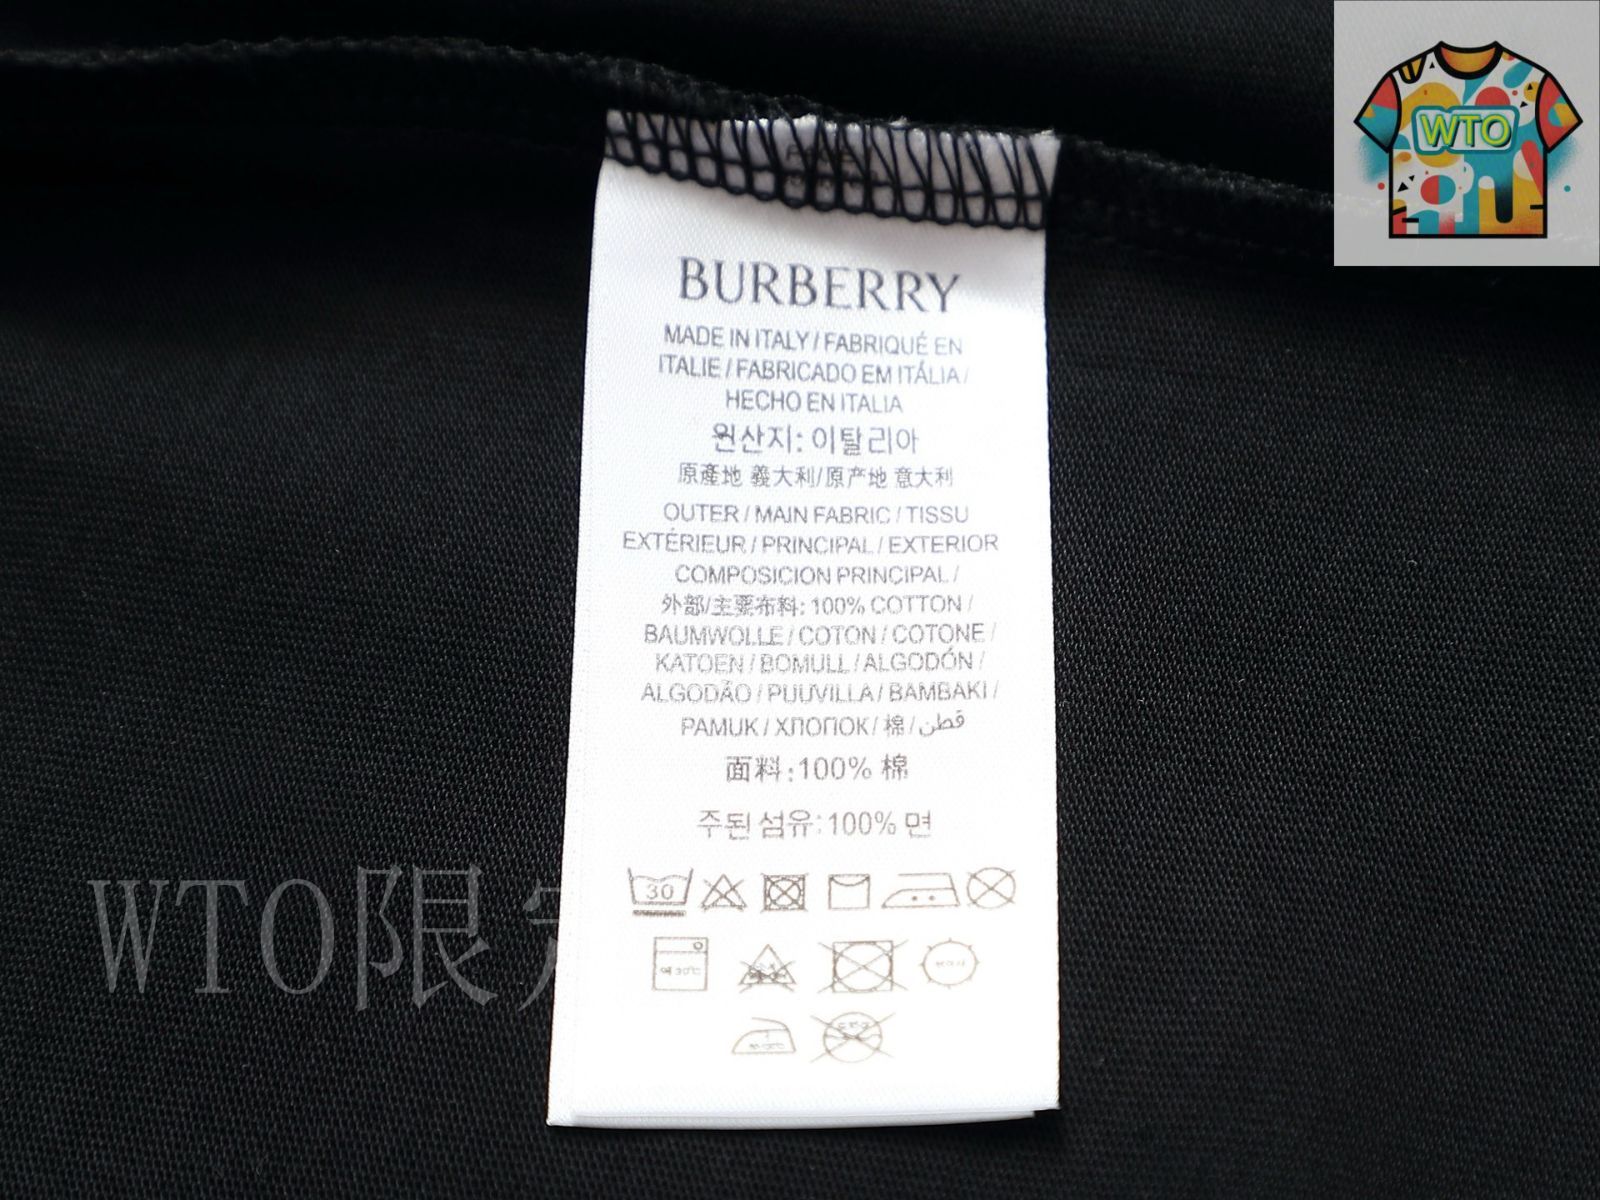 WTO
BURBERRY
MADE IN ITALY / FABRIQUÉ EN
ITALIE / FABRICADO EM ITÁLIA /
HECHO EN ITALIA
원산지: 이탈리아
原產地 義大利/原产地 意大利
OUTER / MAIN FABRIC / TISSU
EXTÉRIEUR / PRINCIPAL / EXTERIOR
COMPOSICION PRINCIPAL /
外部/主要布料: 100% COTTON /
BAUMWOLLE / COTON / COTONE /
KATOEN / BOMULL / ALGODÓN /
ALGODÃO / PUUVILLA / BAMBAKI /
PAMUK / ХЛОПОК / 棉 / قطن
面料:100% 棉
주된 섬유:100% 면
30
WTO限定
30℃